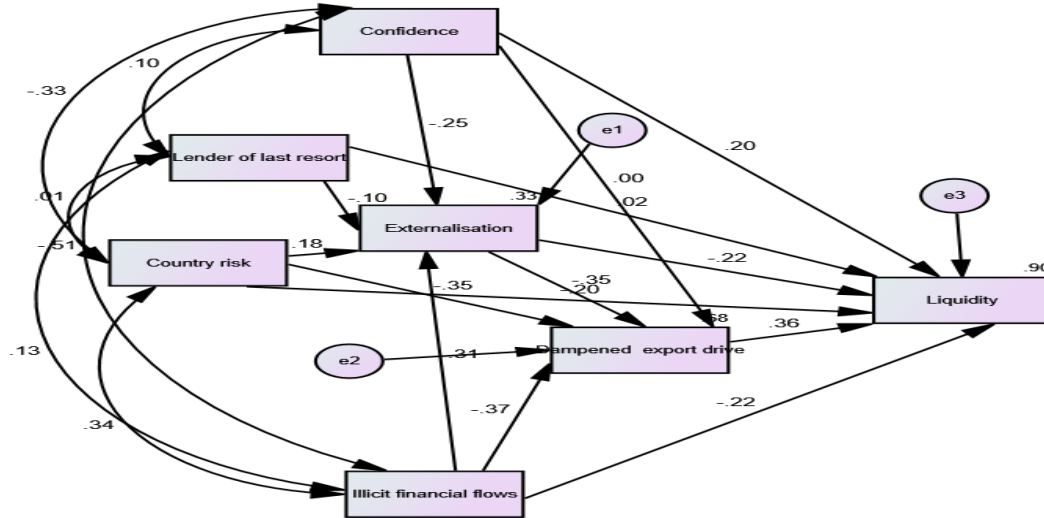 Confidence
.10
-.33
-.25
e1
.20
Lender of last resort
.00
-.10
.33
.02
e3
.01
Externalisation
-.51
.18
Country risk
-.22
.90
-.35
-.35
-.20
Liquidity
.68
.36
Dampened export drive
e2
.31
.13
-.37
-.22
.34
Illicit financial flows